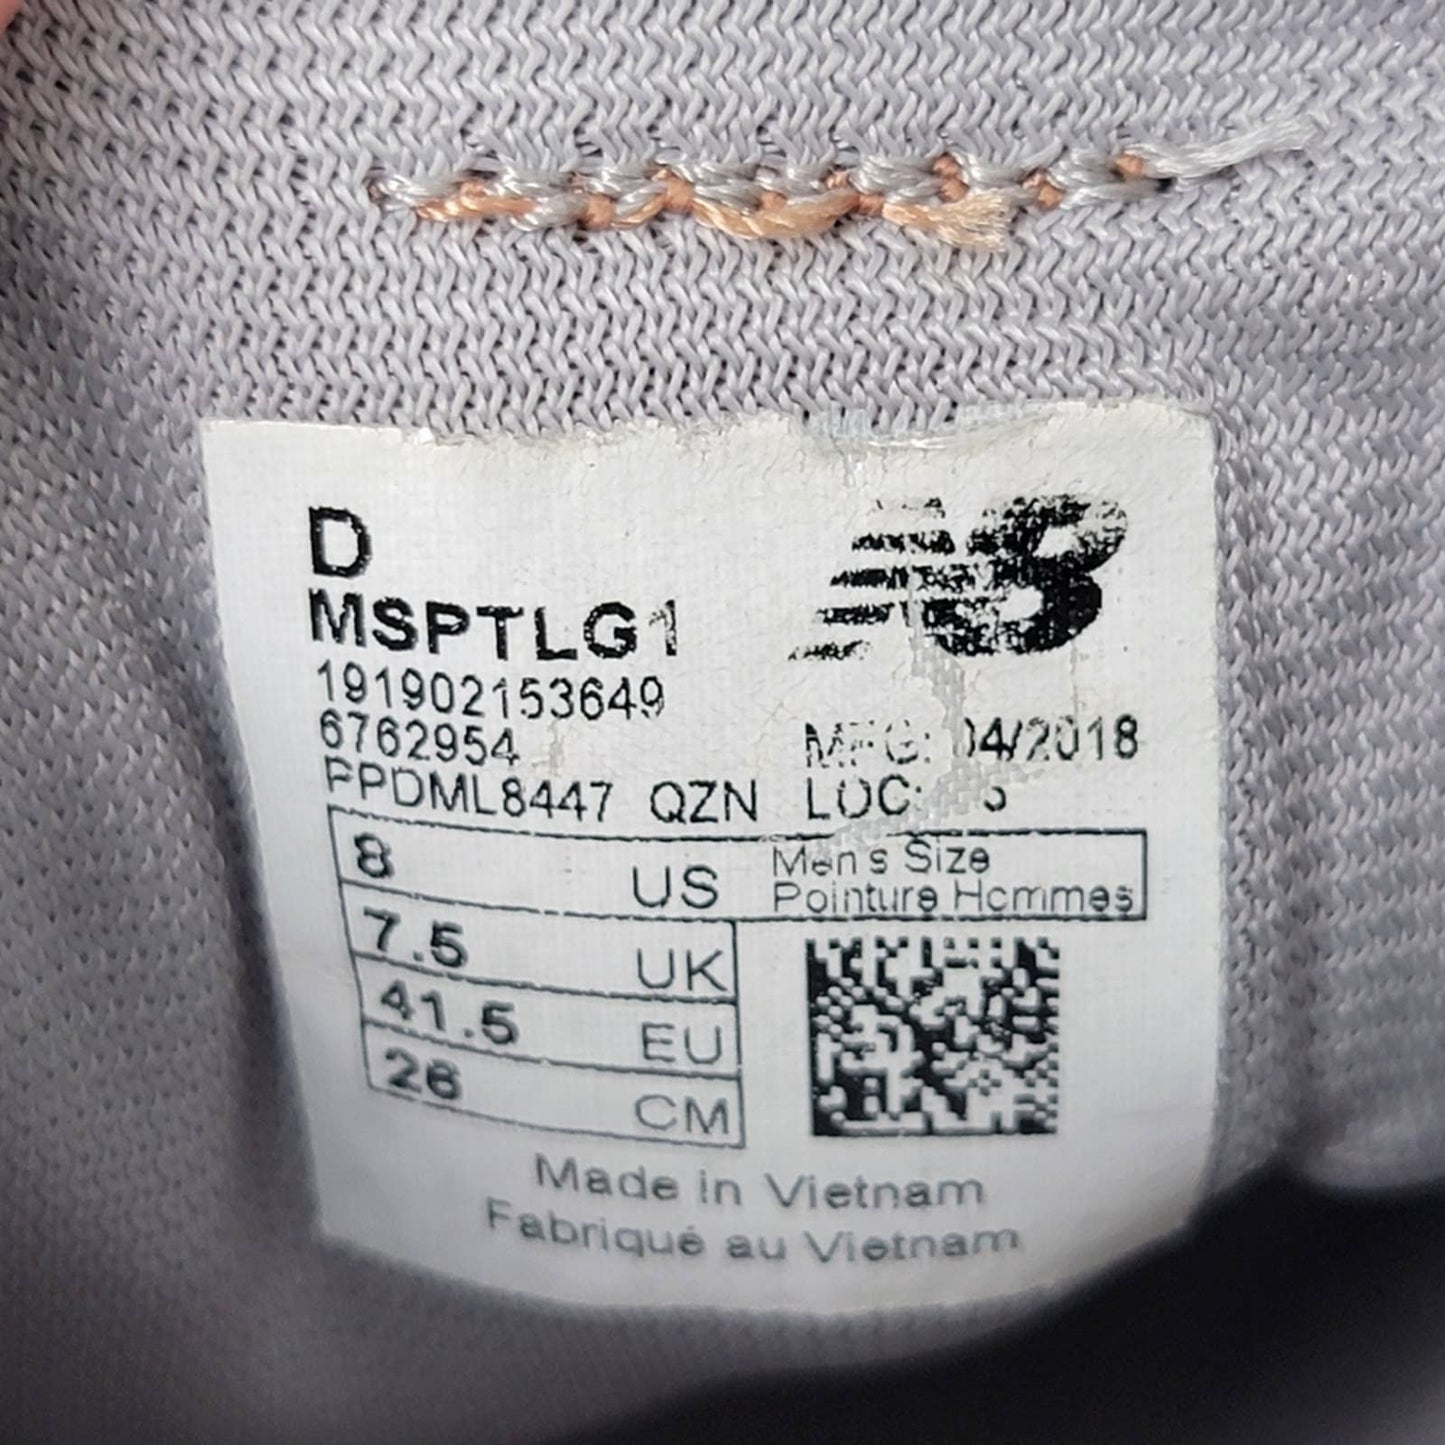 D
MSPTLG1
191902153649
6762954 MFG: 04/2018
PPDML8447 QZN LOC:
8 US Men's Size
Pointure Hommes
7.5 UK
41.5 EU
26 CM
Made in Vietnam
Fabriqué au Vietnam